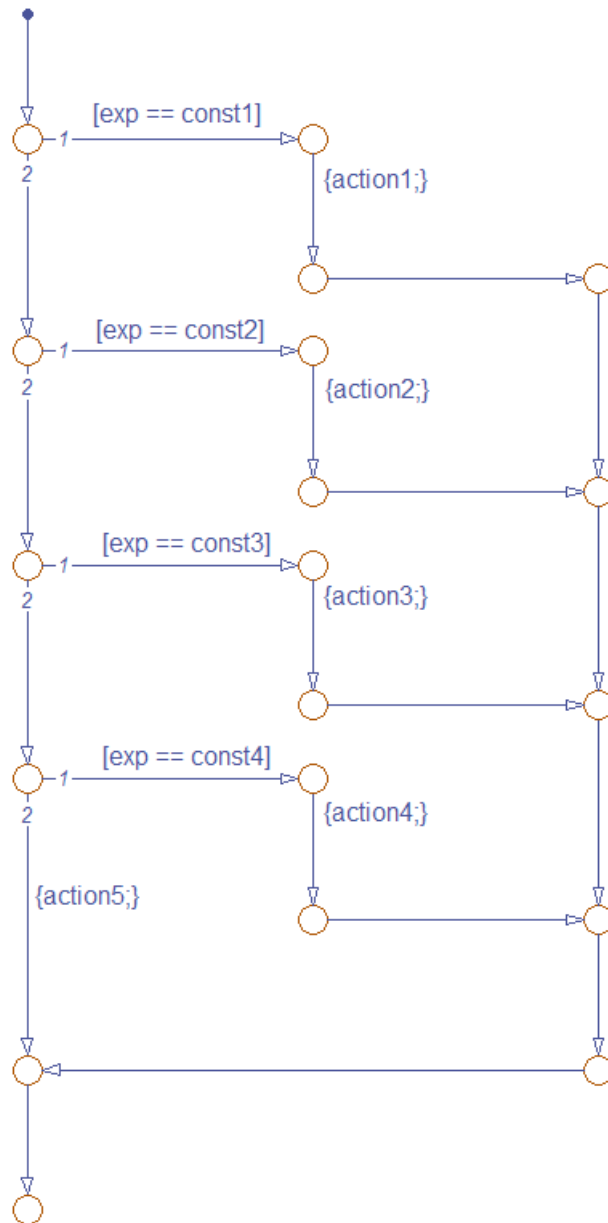 [exp == const1]
1
2
{action1;}
[exp == const2]
1
2
{action2;}
[exp == const3]
1
2
{action3;}
[exp == const4]
1
2
{action4;}
{action5;}